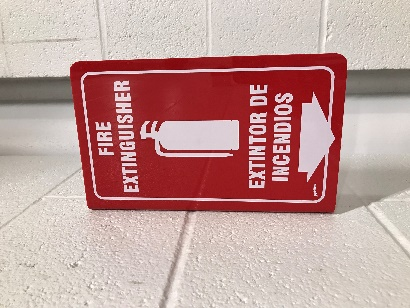 FIRE
EXTINGUISHER
EXTINTOR DE
INCENDIOS